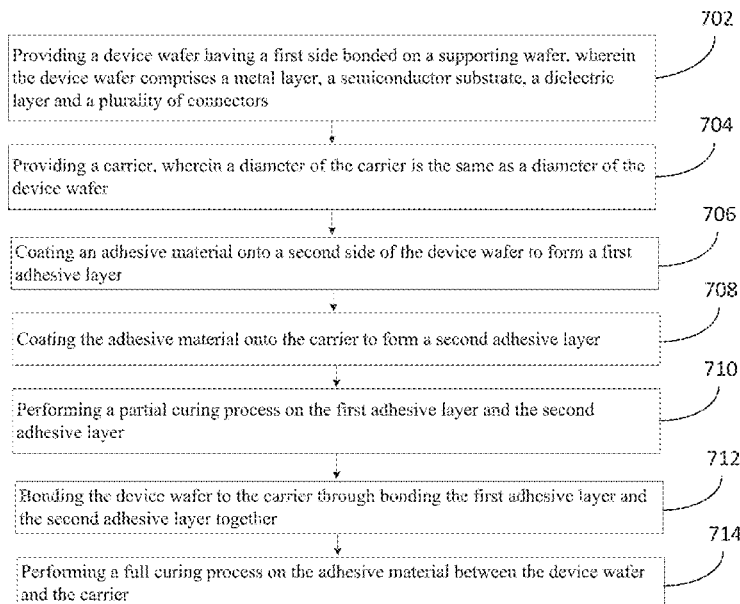 702
Providing a device wafer having a first side bonded on a supporting wafer, wherein
the device wafer comprises a metal layer, a semiconductor substrate, a dielectric
layer and a plurality of connectors
704
Providing a carrier, wherein a diameter of the carrier is the same as a diameter of the
device wafer
706
Coating an adhesive material onto a second side of the device wafer to form a first
adhesive layer
708
Coating the adhesive material onto the carrier to form a second adhesive layer
710
Performing a partial curing process on the first adhesive layer and the second
adhesive layer
712
Bonding the device wafer to the carrier through bonding the first adhesive layer and
the second adhesive layer together
714
Performing a full curing process on the adhesive material between the device wafer
and the carrier